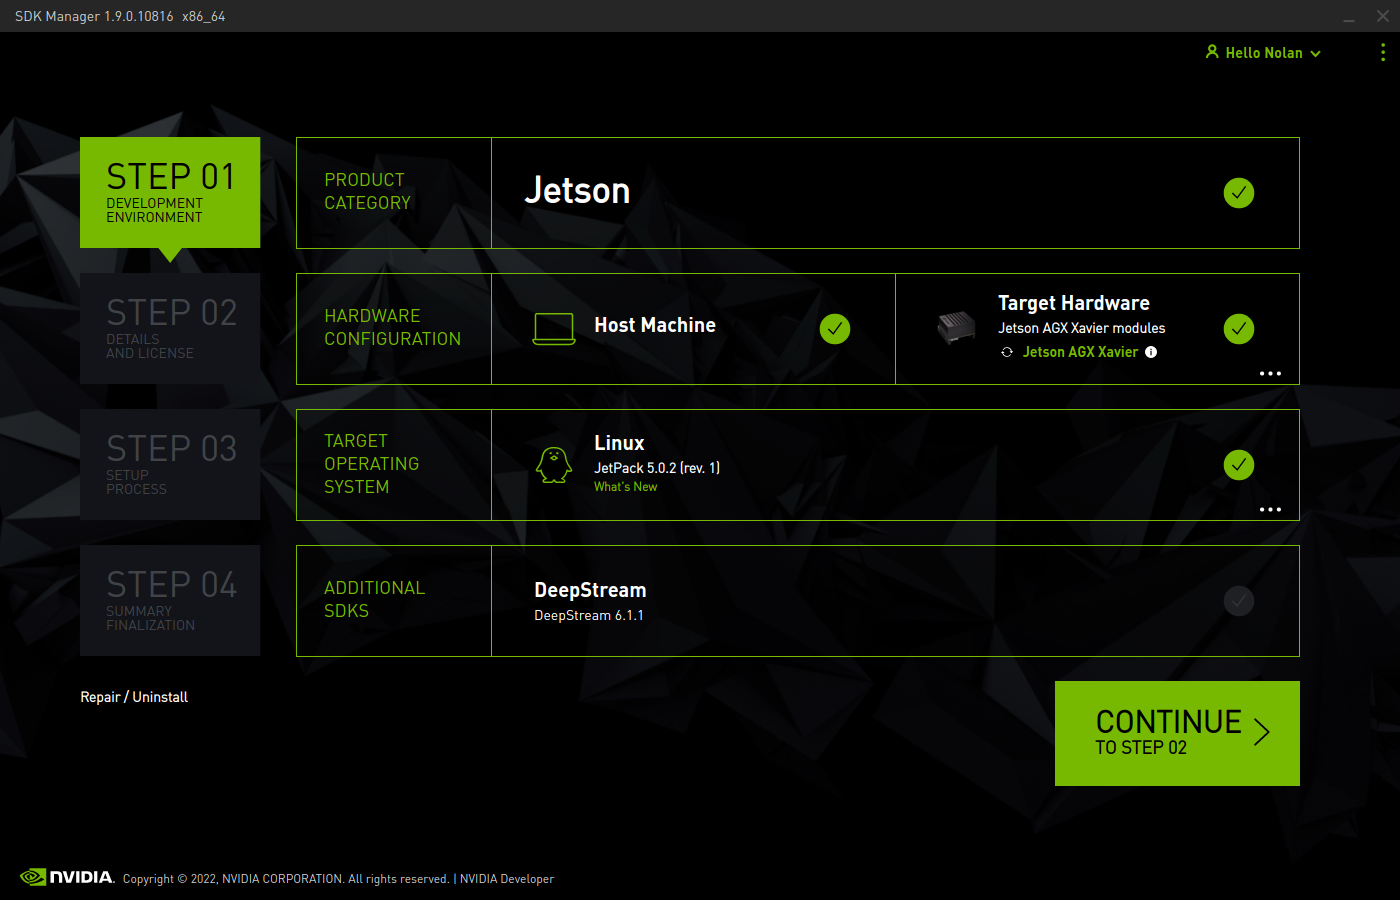 SDK Manager 1.9.0.10816 x86_64
Hello Nolan
STEP 01
DEVELOPMENT
ENVIRONMENT
PRODUCT
CATEGORY
Jetson
STEP 02
DETAILS
AND LICENSE
HARDWARE
CONFIGURATION
Host Machine
Target Hardware
Jetson AGX Xavier modules
Jetson AGX Xavier
STEP 03
SETUP
PROCESS
TARGET
OPERATING
SYSTEM
Linux
JetPack 5.0.2 (rev. 1)
What's New
STEP 04
SUMMARY
FINALIZATION
ADDITIONAL
SDKS
DeepStream
DeepStream 6.1.1
Repair / Uninstall
CONTINUE
TO STEP 02
NVIDIA. Copyright © 2022, NVIDIA CORPORATION. All rights reserved. | NVIDIA Developer